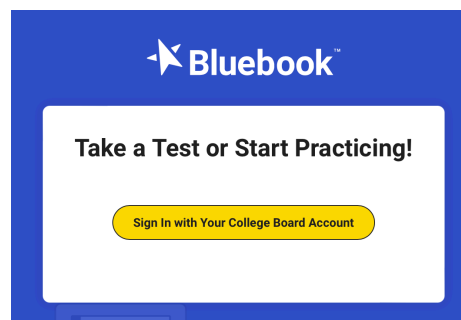 Bluebook™
Take a Test or Start Practicing!
Sign In with Your College Board Account